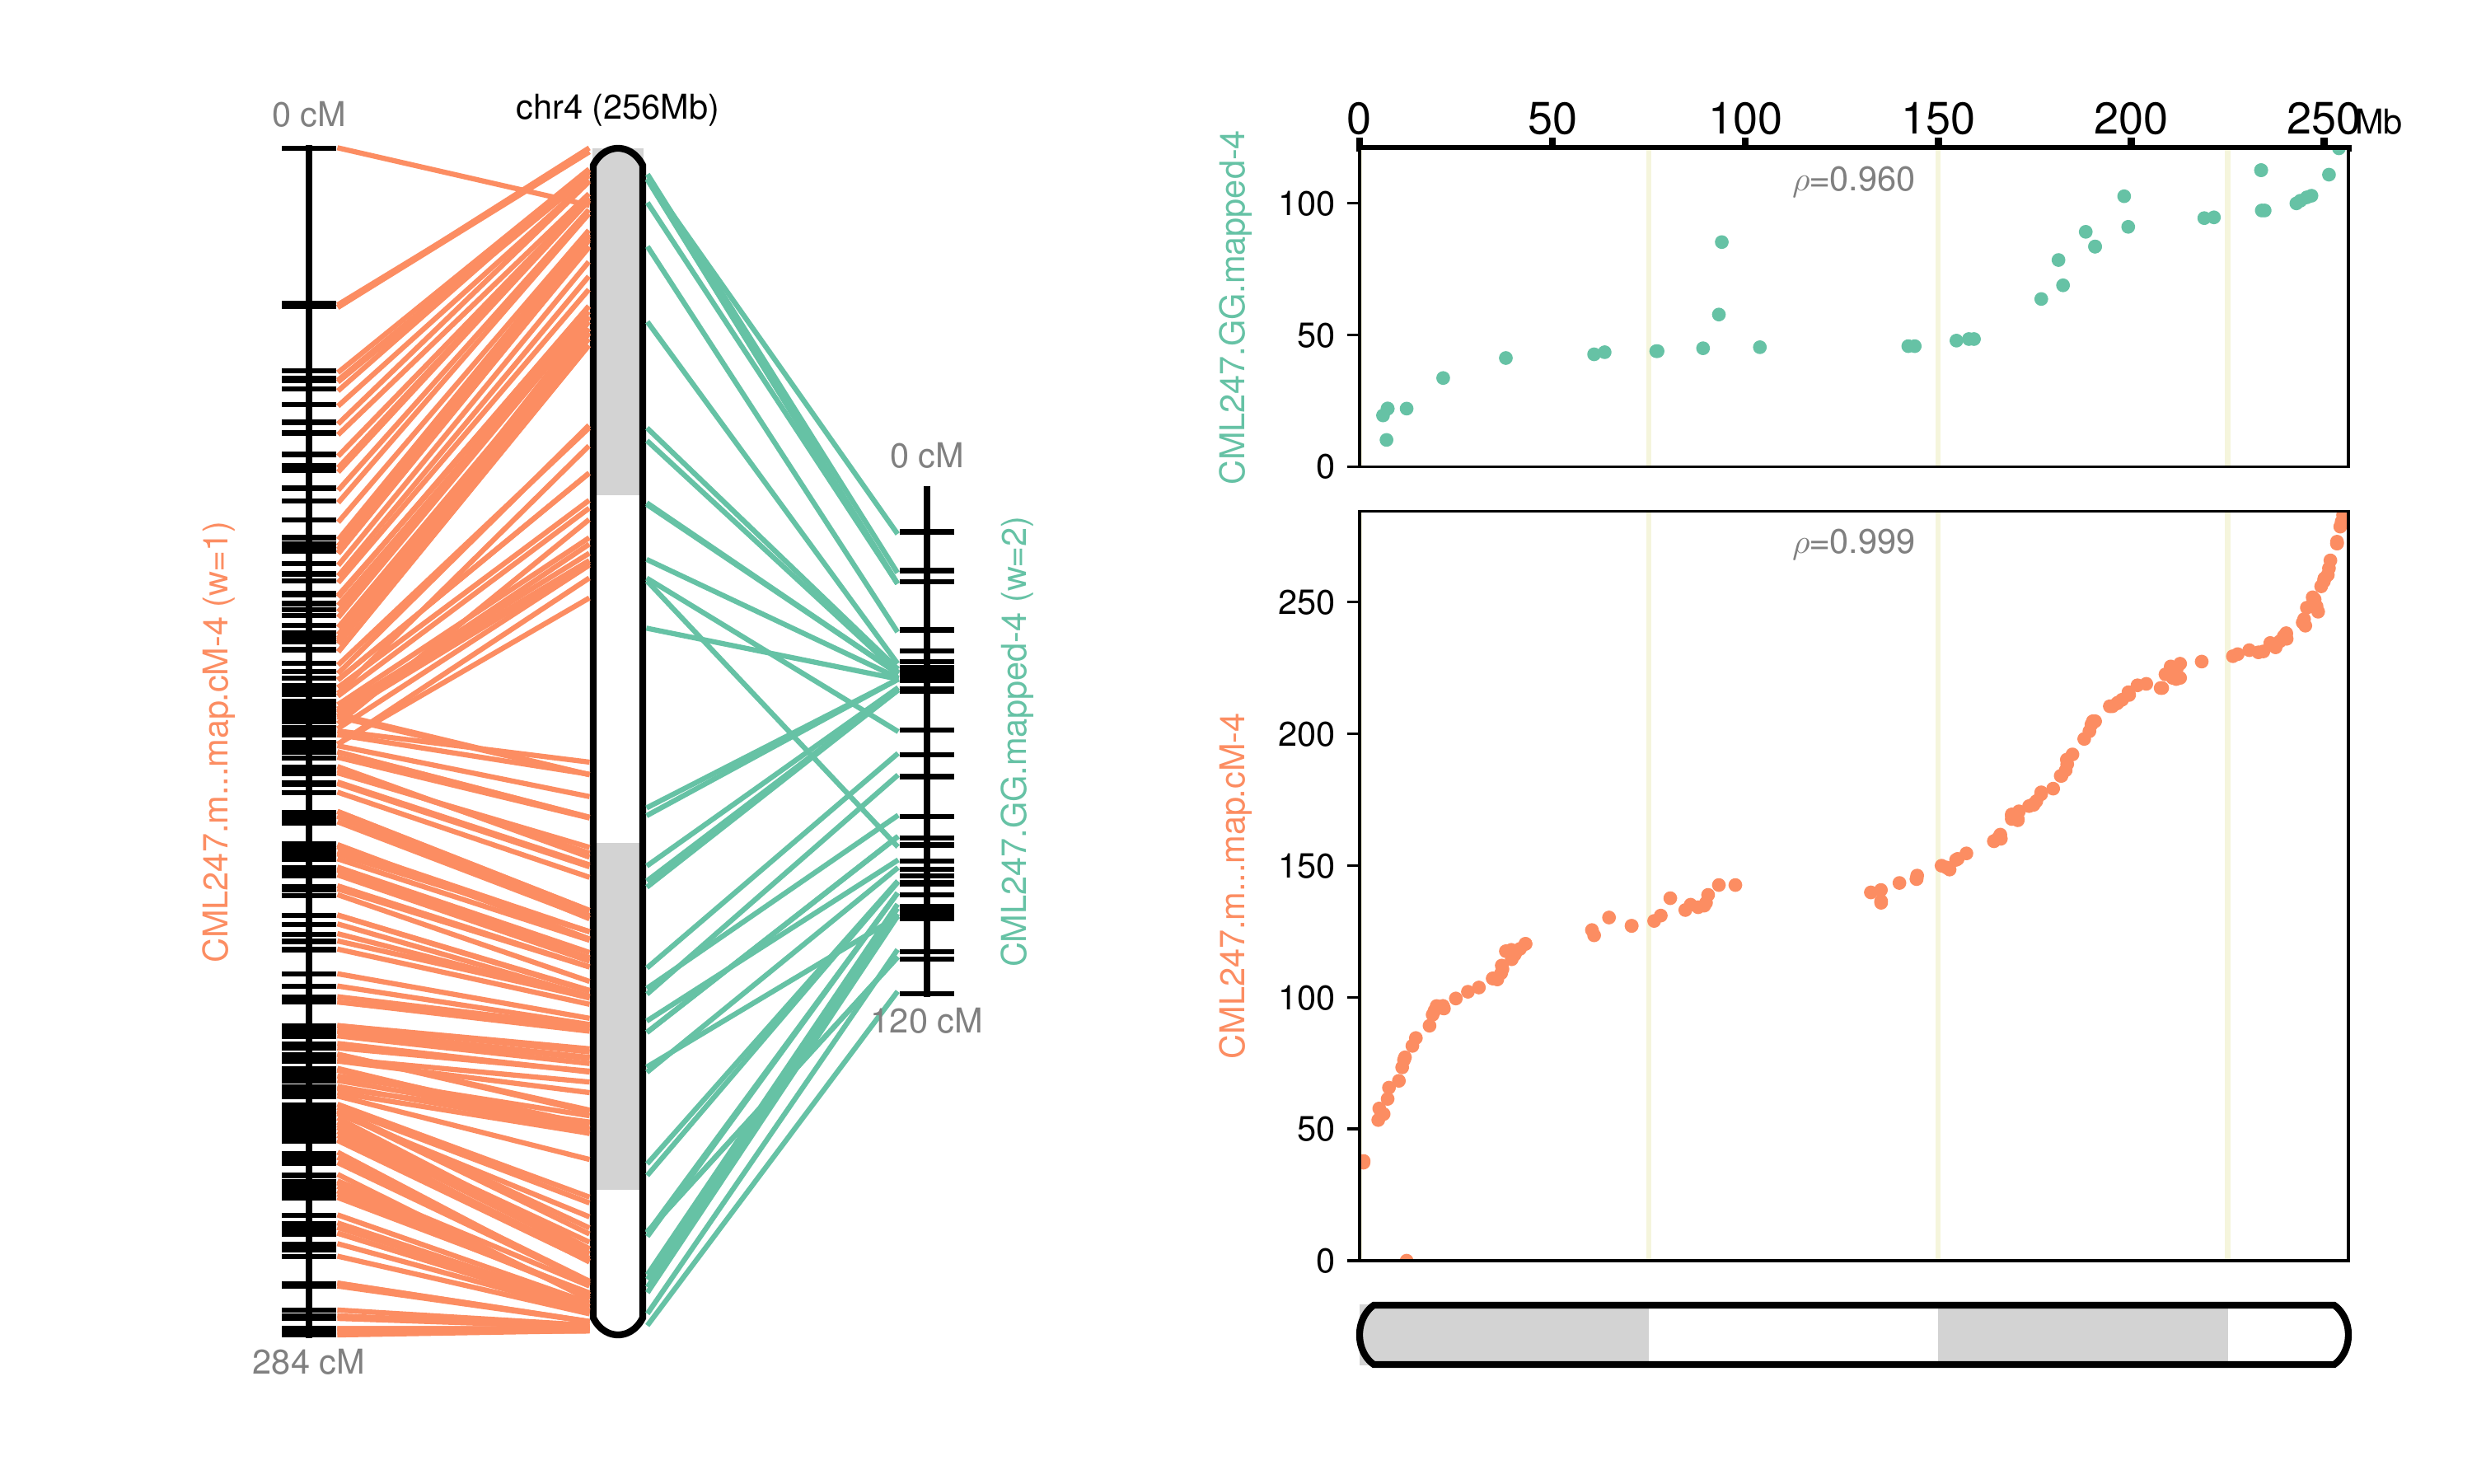 0 cM
chr4 (256Mb)
CML247.m...map.cM-4 (w=1)
284 cM
0 cM
CML247.GG.mapped-4 (w=2)
120 cM
0 50 100 150 200 250 Mb
CML247.GG.mapped-4
ρ=0.960
100
50
0
CML247.m...map.cM-4
ρ=0.999
250
200
150
100
50
0